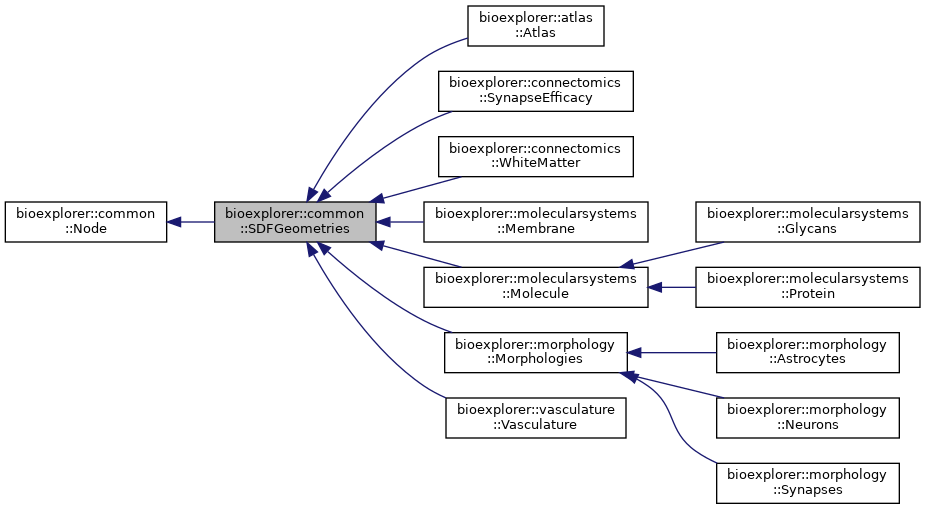 bioexplorer::atlas
::Atlas
bioexplorer::connectomics
::SynapseEfficacy
bioexplorer::connectomics
::WhiteMatter
bioexplorer::common
::Node
bioexplorer::common
::SDFGeometries
bioexplorer::molecularsystems
::Membrane
bioexplorer::molecularsystems
::Glycans
bioexplorer::molecularsystems
::Molecule
bioexplorer::molecularsystems
::Protein
bioexplorer::morphology
::Morphologies
bioexplorer::morphology
::Astrocytes
bioexplorer::vasculature
::Vasculature
bioexplorer::morphology
::Neurons
bioexplorer::morphology
::Synapses